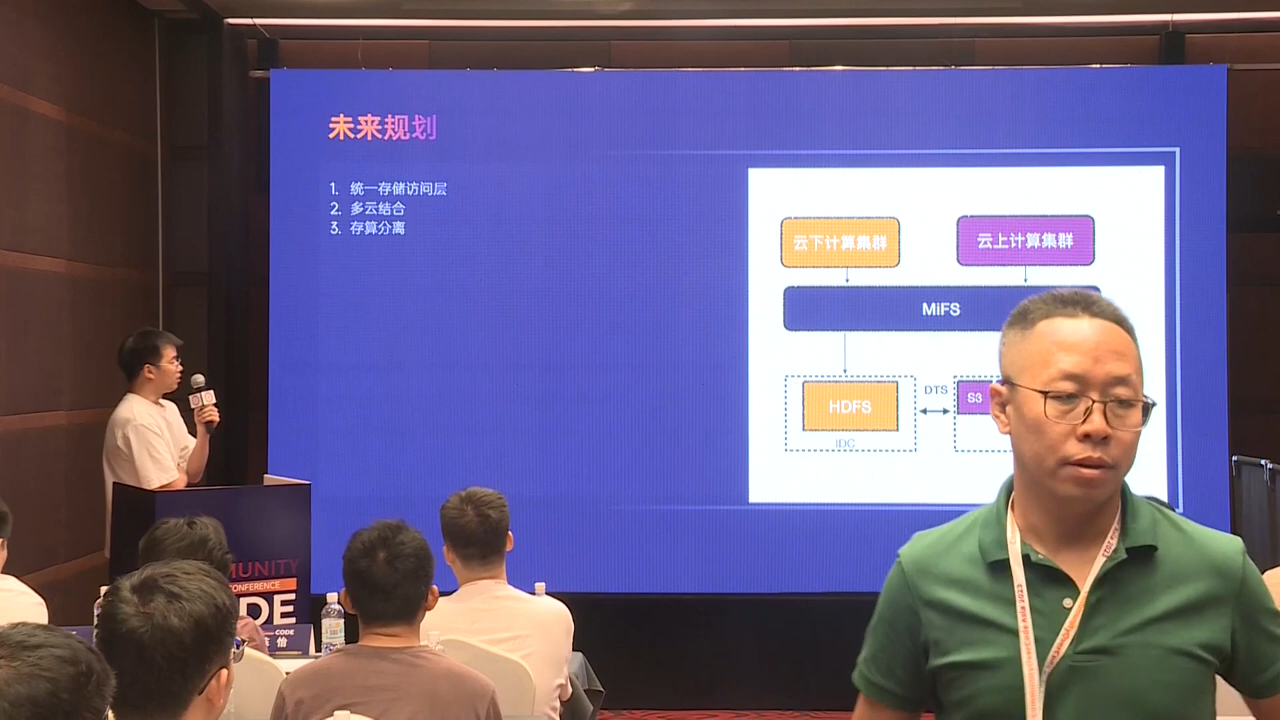 未来规划
1. 统一存储访问层
2. 多云结合
3. 存算分离
云下计算集群
云上计算集群
MiFS
HDFS
IDC
DTS
S3
MUNITY
CONFERENCE
DE
CODE
怡